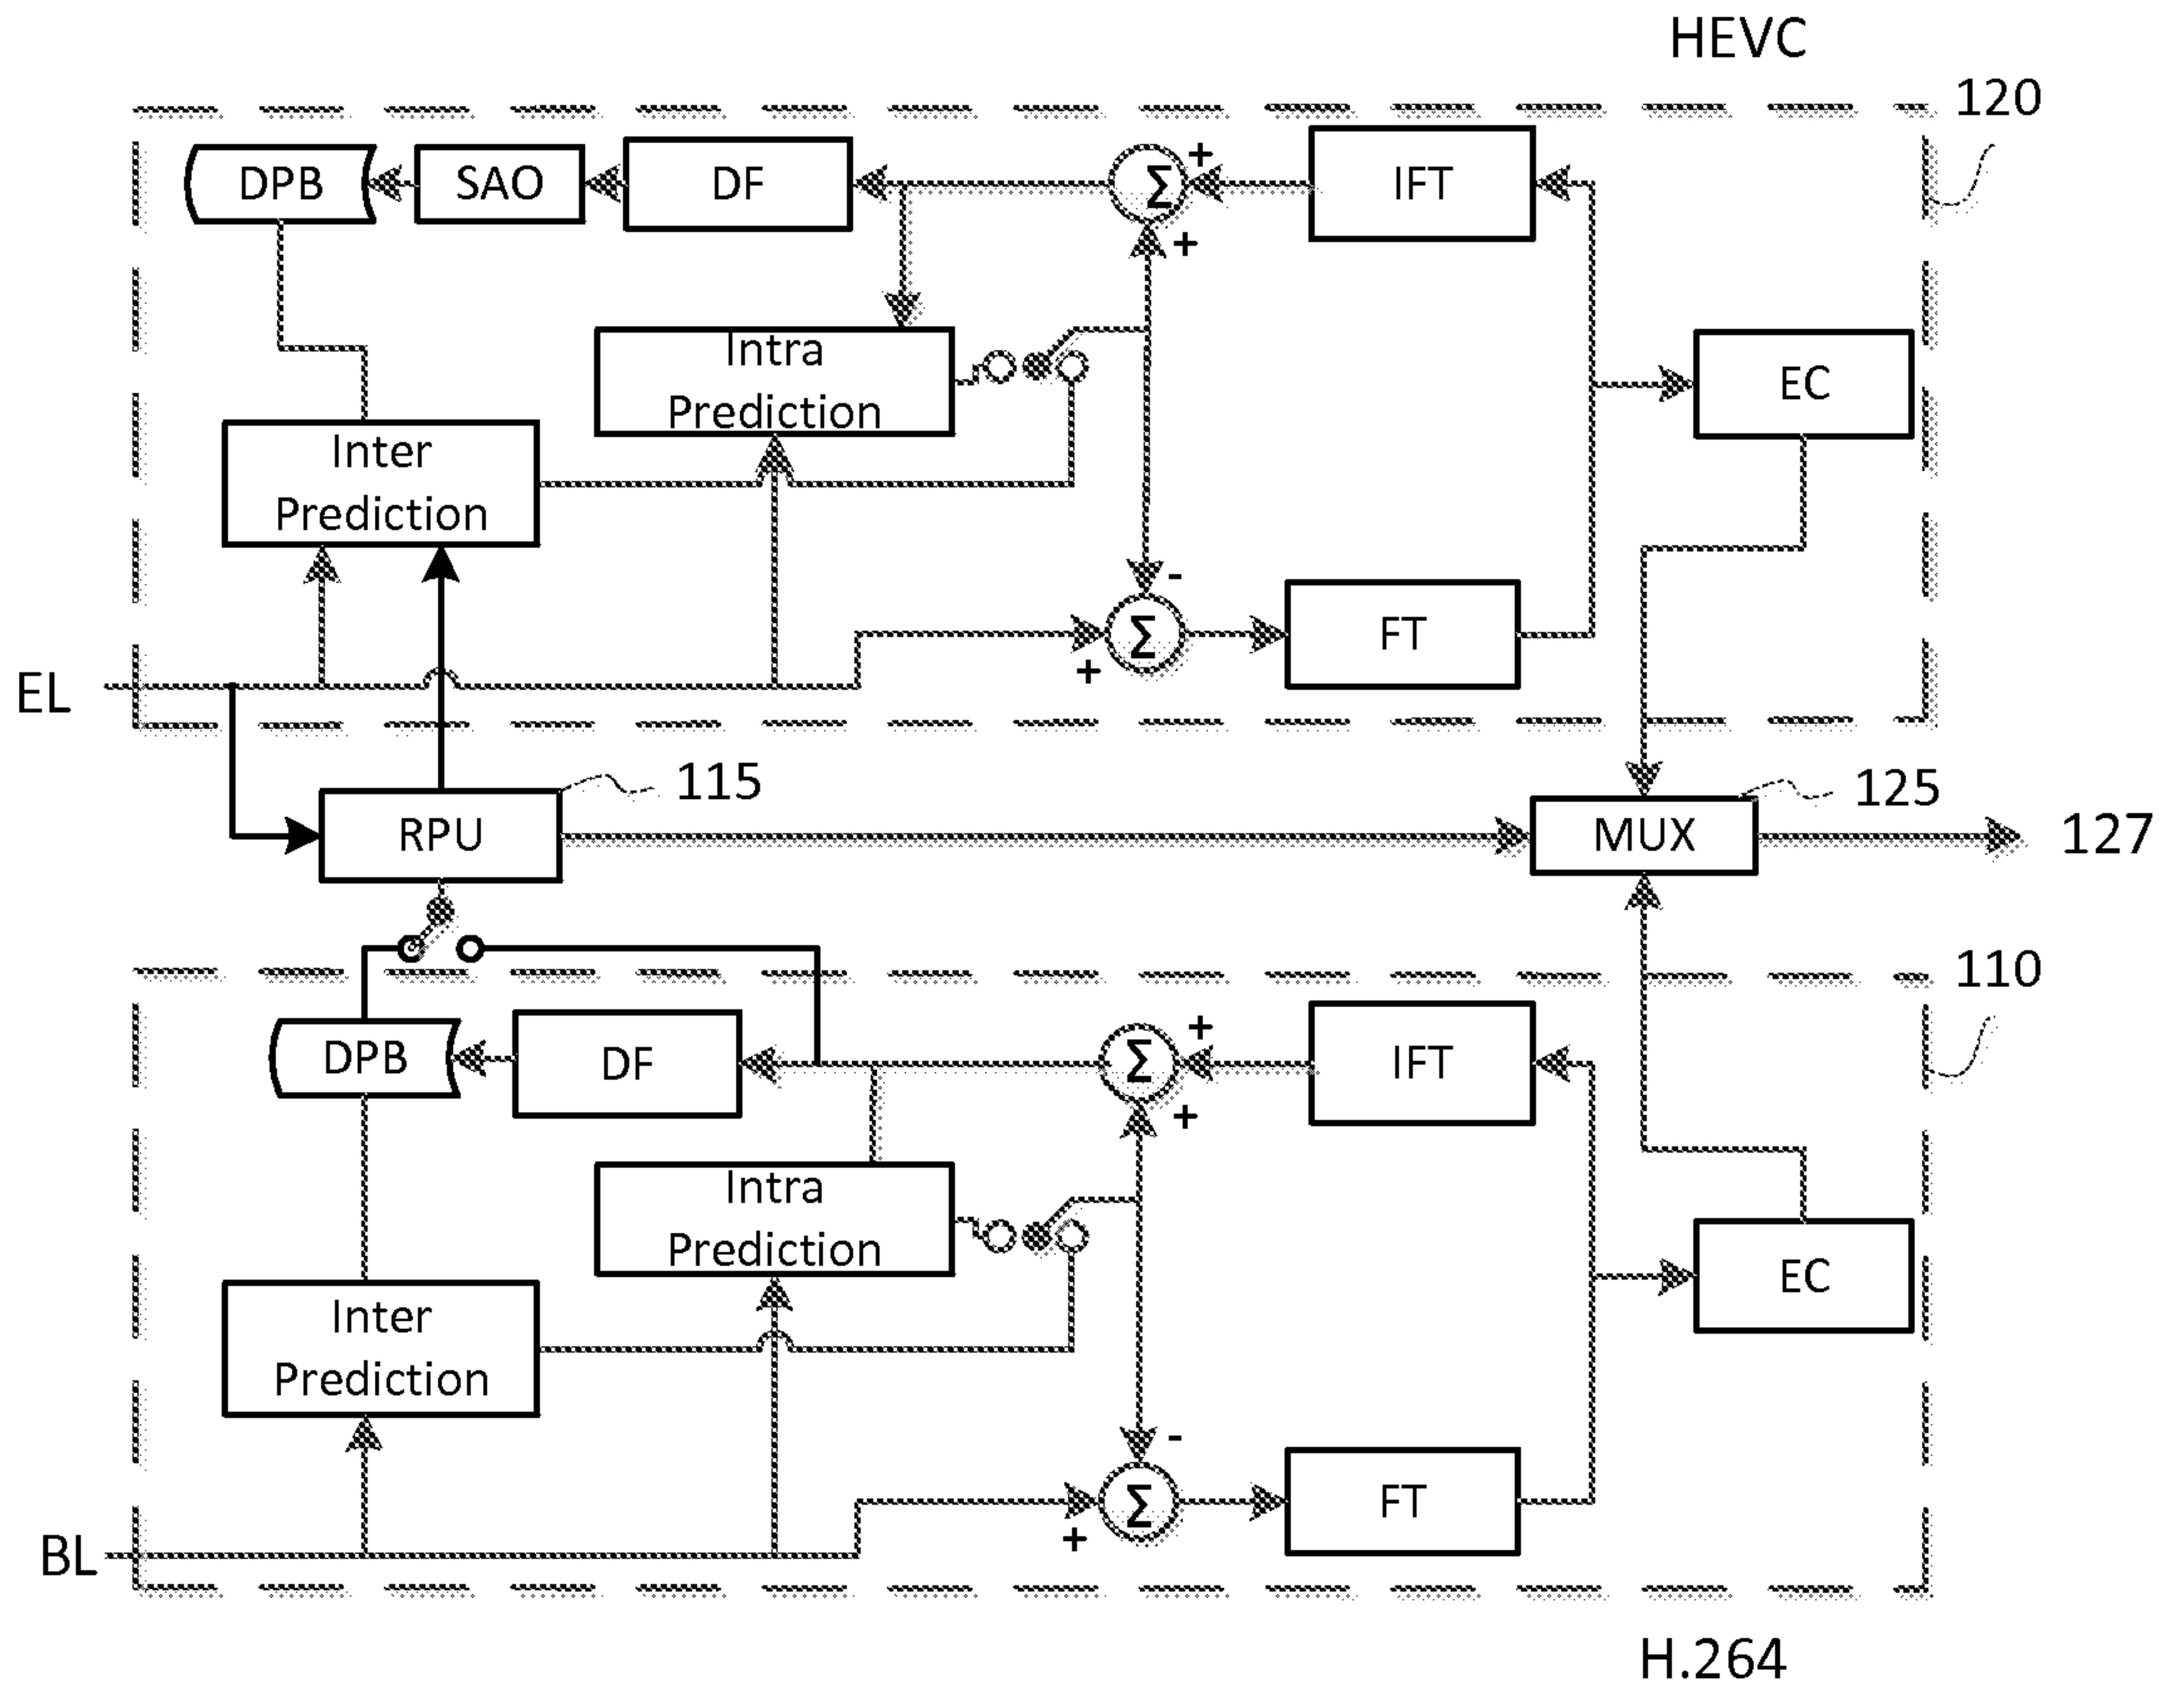 HEVC
120
DPB
SAO
DF
Σ
+
+
IFT
Intra
Prediction
EC
Inter
Prediction
-
Σ
+
FT
EL
115
125
RPU
MUX
127
110
DPB
DF
Σ
+
+
IFT
Intra
Prediction
EC
Inter
Prediction
-
Σ
+
FT
BL
H.264